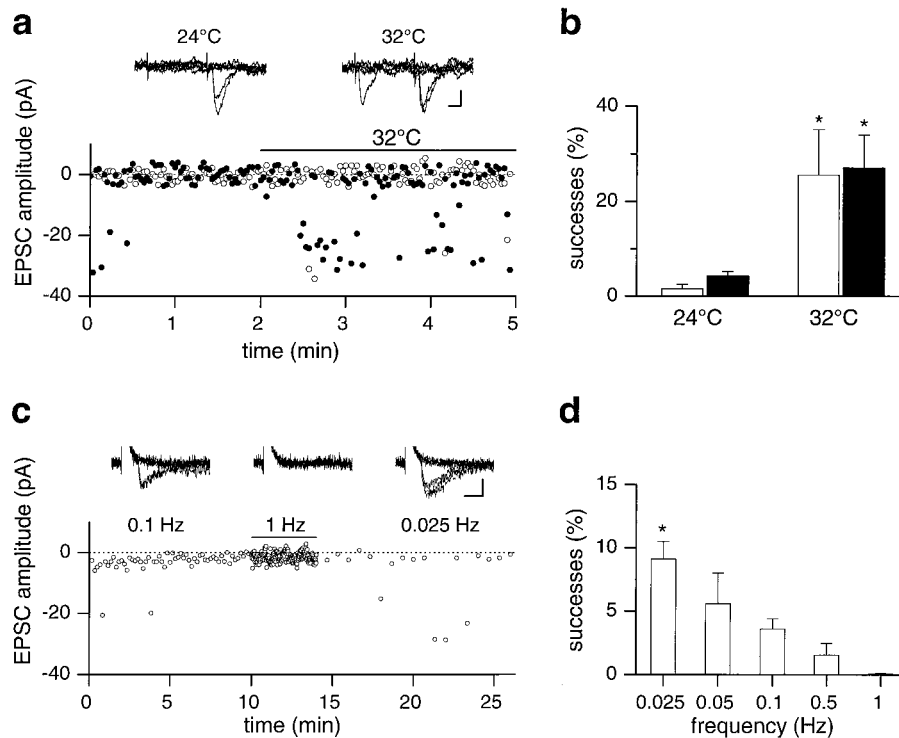 a
24°C
32°C
EPSC amplitude (pA)
32°C
0
-20
-40
0
1
2
3
4
5
time (min)
b
successes (%)
40
20
0
*
*
24°C
32°C
c
EPSC amplitude (pA)
0.1 Hz
1 Hz
0.025 Hz
0
-20
-40
0
5
10
15
20
25
time (min)
d
successes (%)
15
10
5
0
*
0.025
0.05
0.1
0.5
1
frequency (Hz)